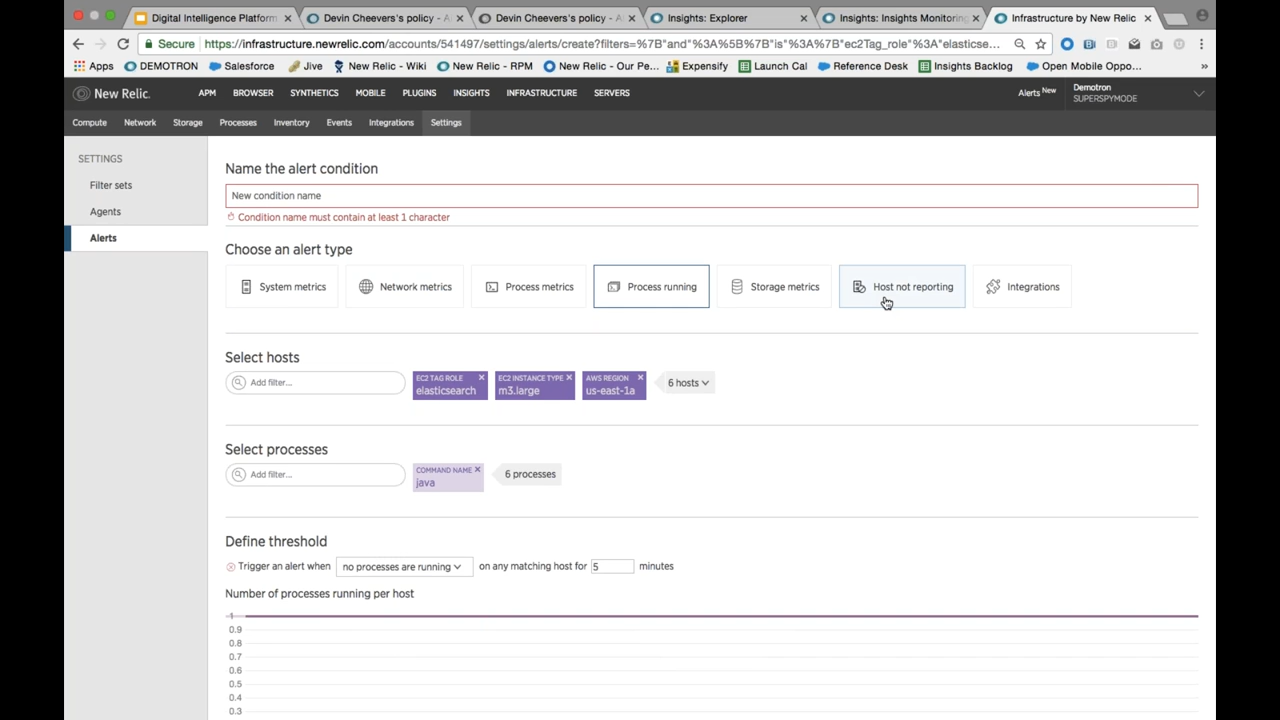 Digital Intelligence Platform
Devin Cheevers's policy - Al
Devin Cheevers's policy - Al
Insights: Explorer
Insights: Insights Monitoring
Infrastructure by New Relic
Secure
https://infrastructure.newrelic.com/accounts/541497/settings/alerts/create?filters=%7B"and"%3A%5B%7B"is"%3A%7B"ec2Tag_role"%3A"elasticse...
Apps
DEMOTRON
Salesforce
Jive
New Relic - Wiki
New Relic - RPM
New Relic - Our Pe...
Expensify
Launch Cal
Reference Desk
Insights Backlog
Open Mobile Oppo...
»
New Relic.
APM
BROWSER
SYNTHETICS
MOBILE
PLUGINS
INSIGHTS
INFRASTRUCTURE
SERVERS
Alerts New
Demotron
SUPERSPYMODE
Compute
Network
Storage
Processes
Inventory
Events
Integrations
Settings
SETTINGS
Filter sets
Agents
Alerts
Name the alert condition
New condition name
Condition name must contain at least 1 character
Choose an alert type
System metrics
Network metrics
Process metrics
Process running
Storage metrics
Host not reporting
Integrations
Select hosts
Add filter...
EC2 TAG ROLE
elasticsearch
EC2 INSTANCE TYPE
m3.large
AWS REGION
us-east-1a
6 hosts
Select processes
Add filter...
COMMAND NAME
java
6 processes
Define threshold
Trigger an alert when no processes are running on any matching host for 5 minutes
Number of processes running per host
1
0.9
0.8
0.7
0.6
0.5
0.4
0.3